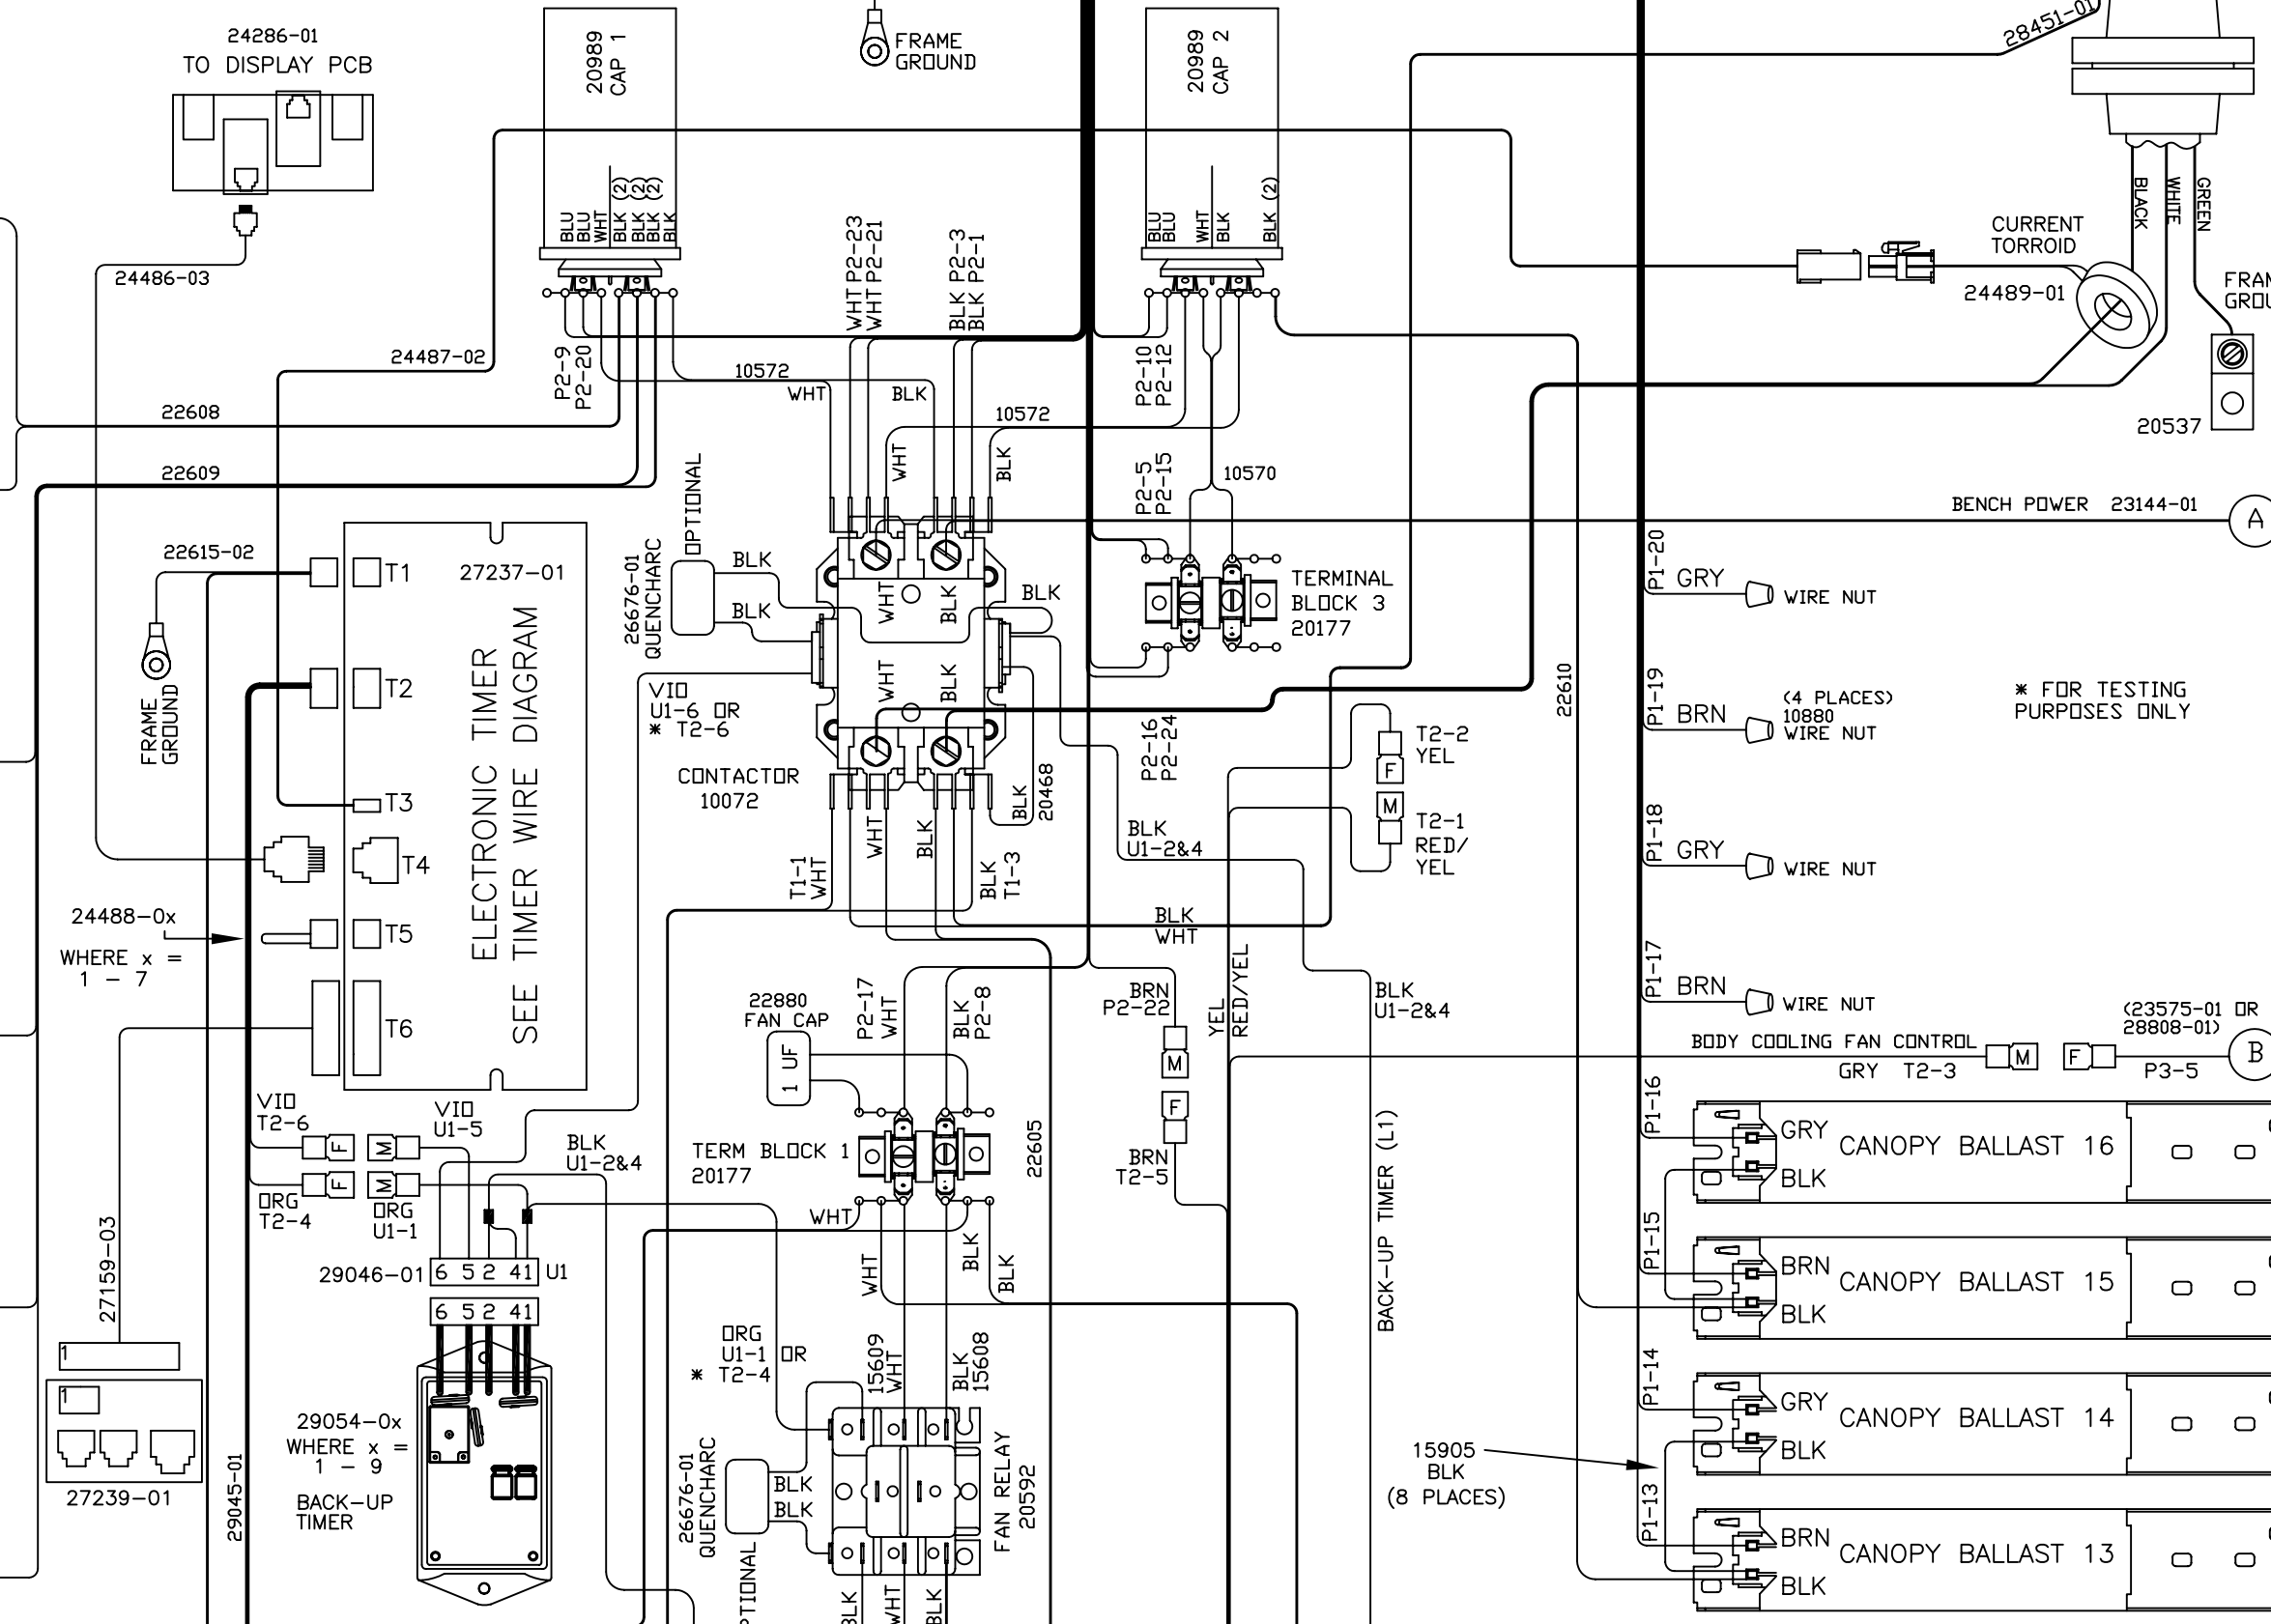 24286-01
TO DISPLAY PCB
24486-03
20989
CAP 1
BLU
BLU
WHT
BLK (2)
BLK (2)
BLK (2)
BLK
FRAME
GROUND
20989
CAP 2
BLU
BLU
WHT
BLK
BLK (2)
28451-01
BLACK
WHITE
GREEN
CURRENT
TORROID
24489-01
20537
24487-02
22608
22609
P2-9
P2-20
10572
WHT
BLK
WHT P2-23
WHT P2-21
BLK P2-3
BLK P2-1
10572
WHT
BLK
P2-10
P2-12
P2-5
P2-15
10570
BENCH POWER 23144-01
A
22615-02
FRAME
GROUND
T1
T2
T3
T4
T5
T6
27237-01
ELECTRONIC TIMER
SEE TIMER WIRE DIAGRAM
24488-0x
WHERE x =
1 - 7
OPTIONAL
26676-01
QUENCHARC
BLK
BLK
WHT
BLK
BLK
WHT
BLK
VIO
U1-6 OR
* T2-6
CONTACTOR
10072
TERMINAL
BLOCK 3
20177
P2-16
P2-24
BLK
20468
WHT
BLK
T1-1
WHT
BLK
T1-3
BLK
U1-2&4
T2-2
YEL
F
M
T2-1
RED/
YEL
BLK
WHT
22610
P1-20
GRY
WIRE NUT
P1-19
BRN
(4 PLACES)
10880
WIRE NUT
* FOR TESTING
PURPOSES ONLY
P1-18
GRY
WIRE NUT
P1-17
BRN
WIRE NUT
22880
FAN CAP
1 UF
P2-17
WHT
BLK
P2-8
BRN
P2-22
M
F
BRN
T2-5
YEL
RED/YEL
BLK
U1-2&4
BACK-UP TIMER (L1)
BODY COOLING FAN CONTROL
GRY T2-3
M
F
(23575-01 OR
28808-01)
P3-5
B
VIO
T2-6
F
M
VIO
U1-5
ORG
T2-4
F
M
ORG
U1-1
BLK
U1-2&4
TERM BLOCK 1
20177
22605
WHT
WHT
BLK
BLK
27159-03
29046-01
6 5 2 4 1
U1
6 5 2 4 1
1
1
27239-01
29045-01
29054-0x
WHERE x =
1 - 9
BACK-UP
TIMER
ORG
U1-1 OR
* T2-4
15609
WHT
BLK
15608
26676-01
QUENCHARC
BLK
BLK
FAN RELAY
20592
BLK
WHT
BLK
15905
BLK
(8 PLACES)
P1-16
GRY
BLK
CANOPY BALLAST 16
P1-15
BRN
BLK
CANOPY BALLAST 15
P1-14
GRY
BLK
CANOPY BALLAST 14
P1-13
BRN
BLK
CANOPY BALLAST 13